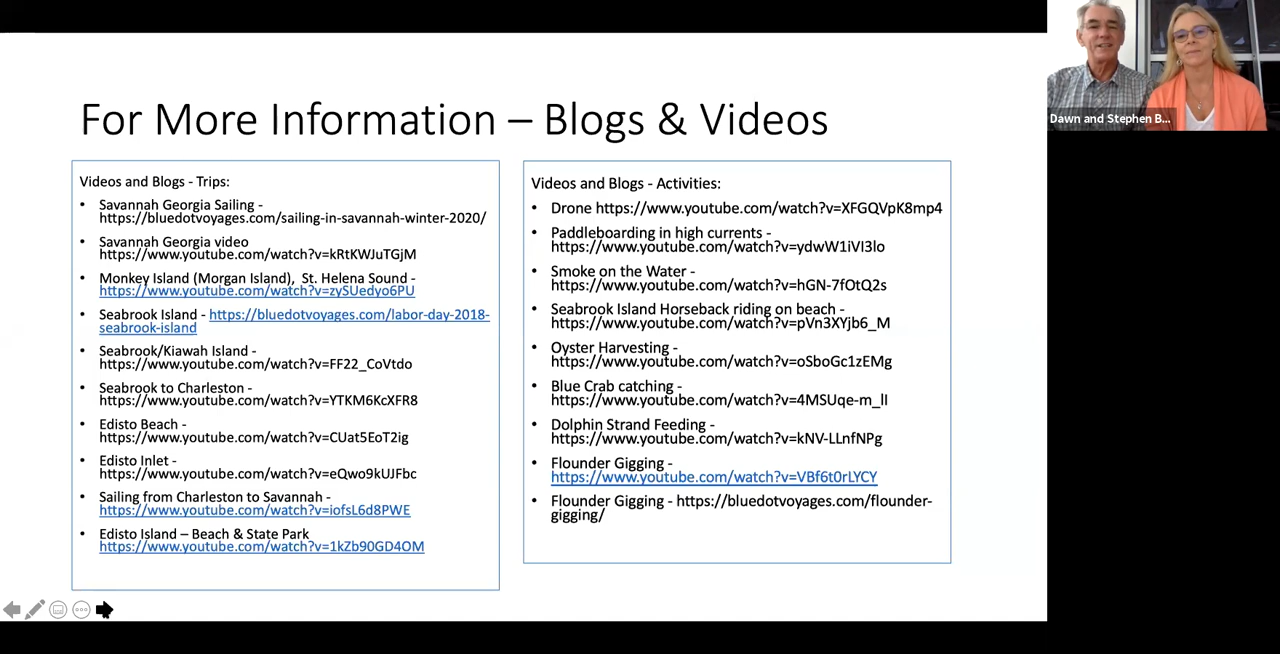 For More Information – Blogs & Videos
Videos and Blogs - Trips:
• Savannah Georgia Sailing -
https://bluedotvoyages.com/sailing-in-savannah-winter-2020/
• Savannah Georgia video
https://www.youtube.com/watch?v=kRtKWJuTGjM
• Monkey Island (Morgan Island),  St. Helena Sound -
https://www.youtube.com/watch?v=zySUedyo6PU
• Seabrook Island - https://bluedotvoyages.com/labor-day-2018-
seabrook-island
• Seabrook/Kiawah Island -
https://www.youtube.com/watch?v=FF22_CoVtdo
• Seabrook to Charleston -
https://www.youtube.com/watch?v=YTKM6KcXFR8
• Edisto Beach -
https://www.youtube.com/watch?v=CUat5EoT2ig
• Edisto Inlet -
https://www.youtube.com/watch?v=eQwo9kUJFbc
• Sailing from Charleston to Savannah -
https://www.youtube.com/watch?v=iofsL6d8PWE
• Edisto Island – Beach & State Park
https://www.youtube.com/watch?v=1kZb90GD4OM
Videos and Blogs - Activities:
• Drone https://www.youtube.com/watch?v=XFGQVpK8mp4
• Paddleboarding in high currents -
https://www.youtube.com/watch?v=ydwW1iVI3lo
• Smoke on the Water -
https://www.youtube.com/watch?v=hGN-7fOtQ2s
• Seabrook Island Horseback riding on beach -
https://www.youtube.com/watch?v=pVn3XYjb6_M
• Oyster Harvesting -
https://www.youtube.com/watch?v=oSboGc1zEMg
• Blue Crab catching -
https://www.youtube.com/watch?v=4MSUqe-m_lI
• Dolphin Strand Feeding -
https://www.youtube.com/watch?v=kNV-LLnfNPg
• Flounder Gigging -
https://www.youtube.com/watch?v=VBf6t0rLYCY
• Flounder Gigging - https://bluedotvoyages.com/flounder-
gigging/
Dawn and Stephen B...